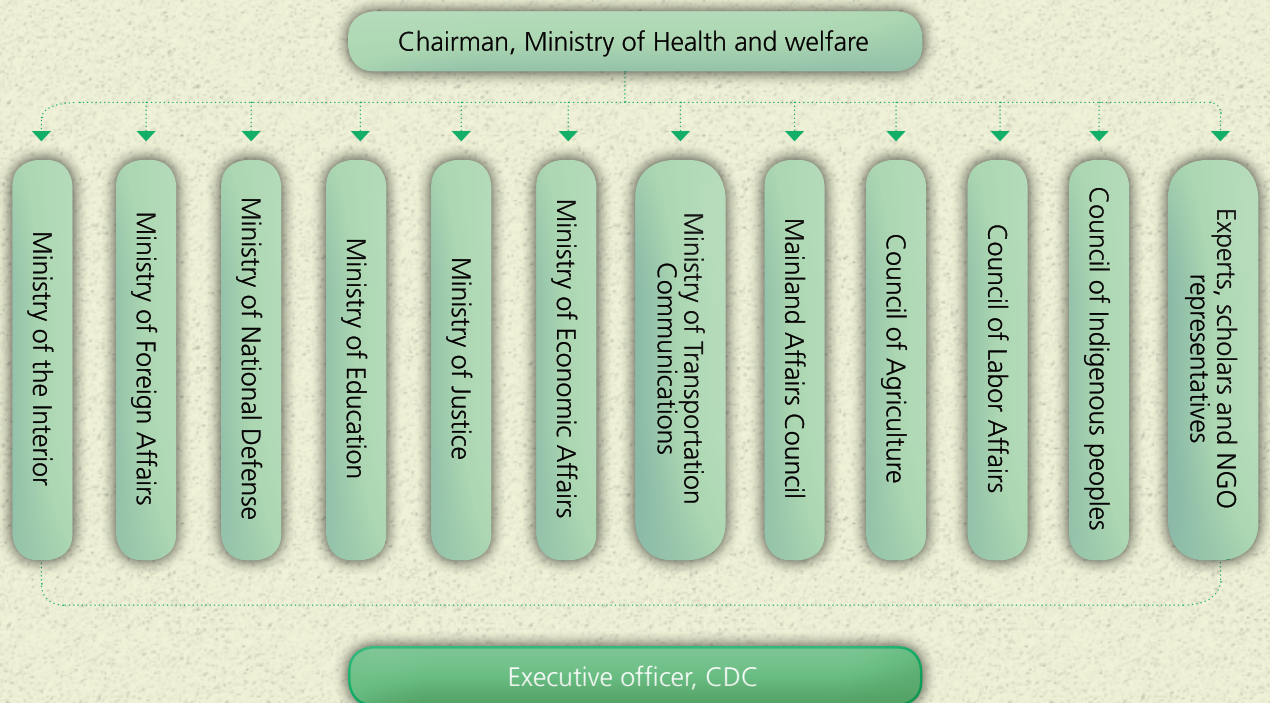 Chairman, Ministry of Health and welfare
Ministry of the Interior
Ministry of Foreign Affairs
Ministry of National Defense
Ministry of Education
Ministry of Justice
Ministry of Economic Affairs
Ministry of Transportation
Communications
Mainland Affairs Council
Council of Agriculture
Council of Labor Affairs
Council of Indigenous peoples
Experts, scholars and NGO
representatives
Executive officer, CDC